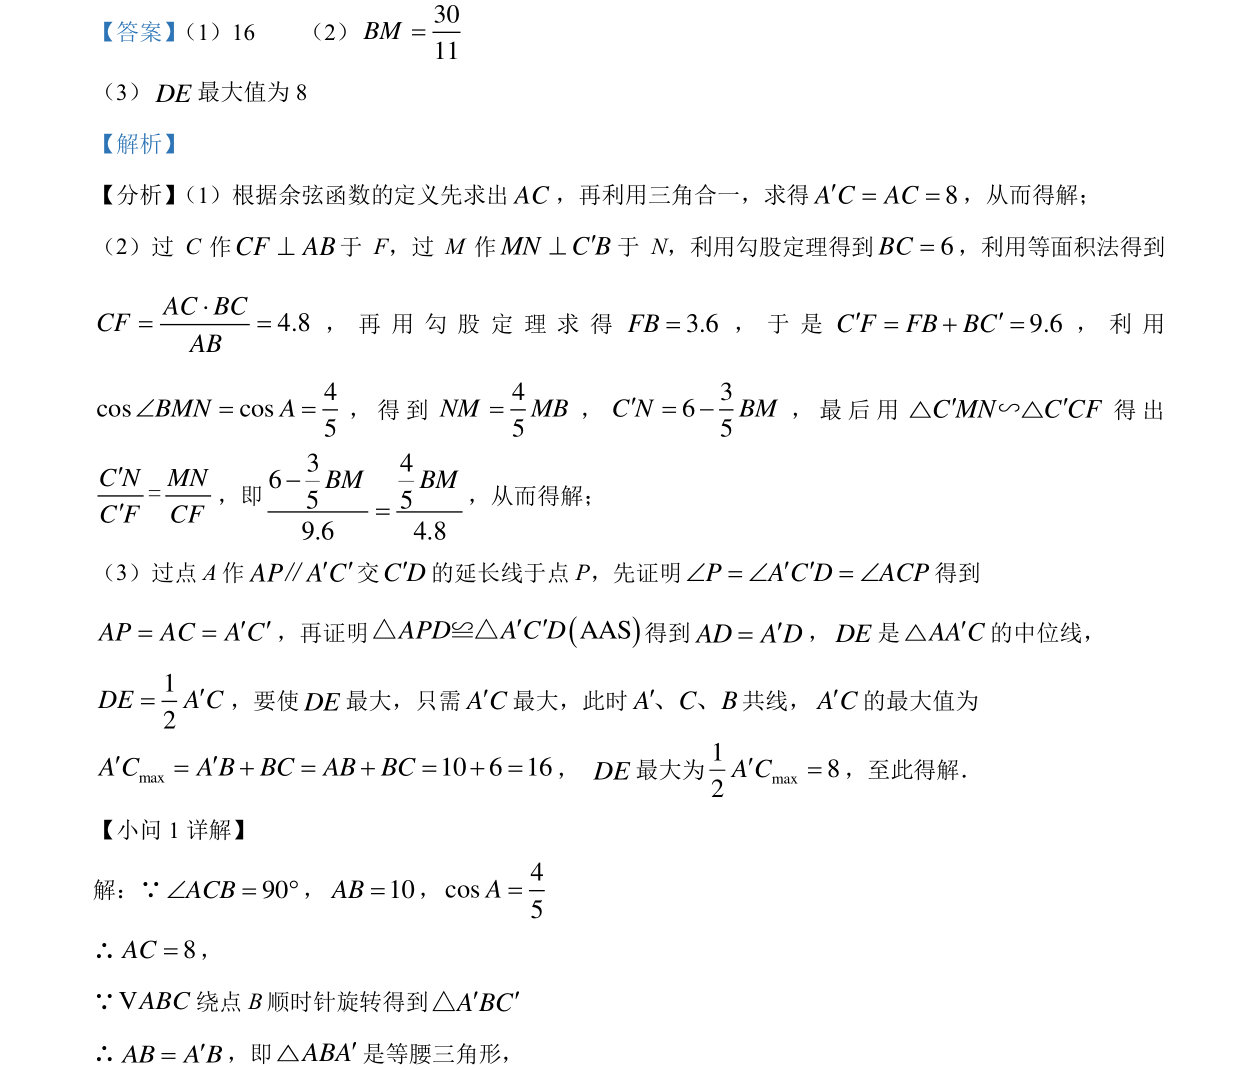 【答案】(1)16 (2) BM = 30/11
(3) DE 最大值为 8
【解析】
【分析】(1)根据余弦函数的定义先求出 AC，再利用三角合一，求得 A′C = AC = 8，从而得解；
(2)过 C 作 CF ⊥ AB 于 F，过 M 作 MN ⊥ C′B 于 N，利用勾股定理得到 BC = 6，利用等面积法得到
CF = (AC · BC)/AB = 4.8，再用勾股定理求得 FB = 3.6，于是 C′F = FB + BC′ = 9.6，利用
cos∠BMN = cos A = 4/5，得到 NM = 4/5 MB，C′N = 6 − 3/5 BM，最后用 △C′MN∽△C′CF 得出
C′N/C′F = MN/CF，即 (6 − 3/5 BM)/9.6 = (4/5 BM)/4.8，从而得解；
(3)过点 A 作 AP∥A′C′ 交 C′D 的延长线于点 P，先证明 ∠P = ∠A′C′D = ∠ACP 得到
AP = AC = A′C′，再证明 △APD≌△A′C′D(AAS) 得到 AD = A′D，DE 是 △AA′C 的中位线，
DE = 1/2 A′C，要使 DE 最大，只需 A′C 最大，此时 A′、C、B 共线，A′C 的最大值为
A′Cmax = A′B + BC = AB + BC = 10 + 6 = 16， DE 最大为 1/2 A′Cmax = 8，至此得解．
【小问 1 详解】
解：∵ ∠ACB = 90°，AB = 10，cos A = 4/5
∴ AC = 8，
∵ VABC 绕点 B 顺时针旋转得到 △A′BC′
∴ AB = A′B，即 △ABA′ 是等腰三角形，